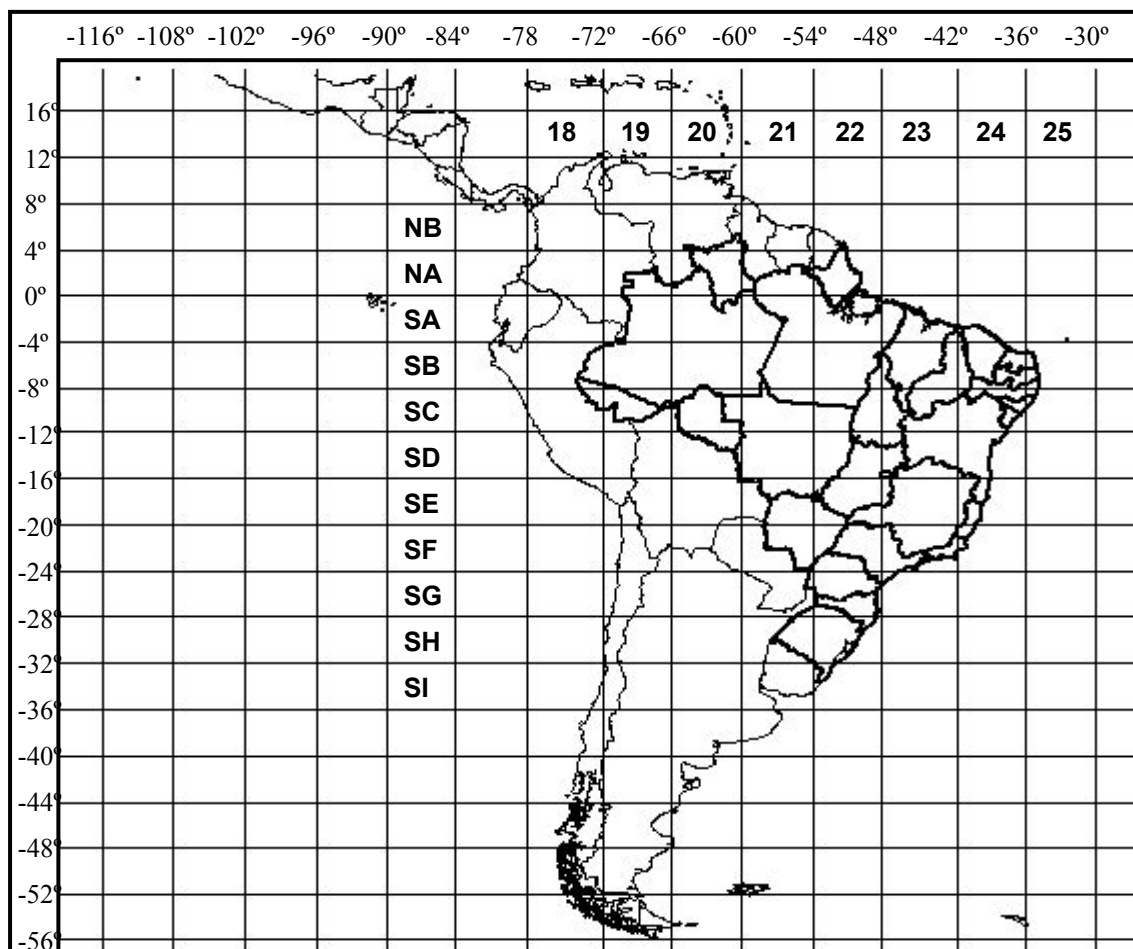 -116º -108º -102º -96º -90º -84º -78 -72º -66º -60º -54º -48º -42º -36º -30º
16º
18 19 20 21 22 23 24 25
12º
8º
NB
4º
NA
0º
SA
-4º
SB
-8º
SC
-12º
SD
-16º
SE
-20º
SF
-24º
SG
-28º
SH
-32º
SI
-36º
-40º
-44º
-48º
-52º
-56º